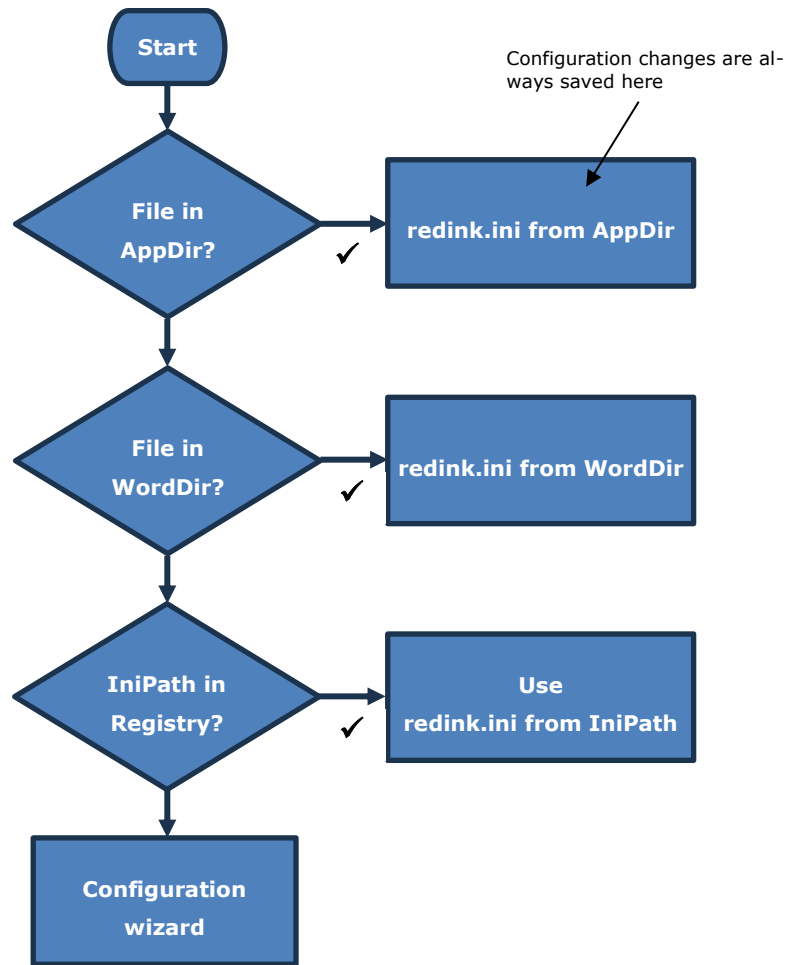 Start
Configuration changes are al-
ways saved here
File in
AppDir?
redink.ini from AppDir
File in
WordDir?
redink.ini from WordDir
IniPath in
Registry?
Use
redink.ini from IniPath
Configuration
wizard